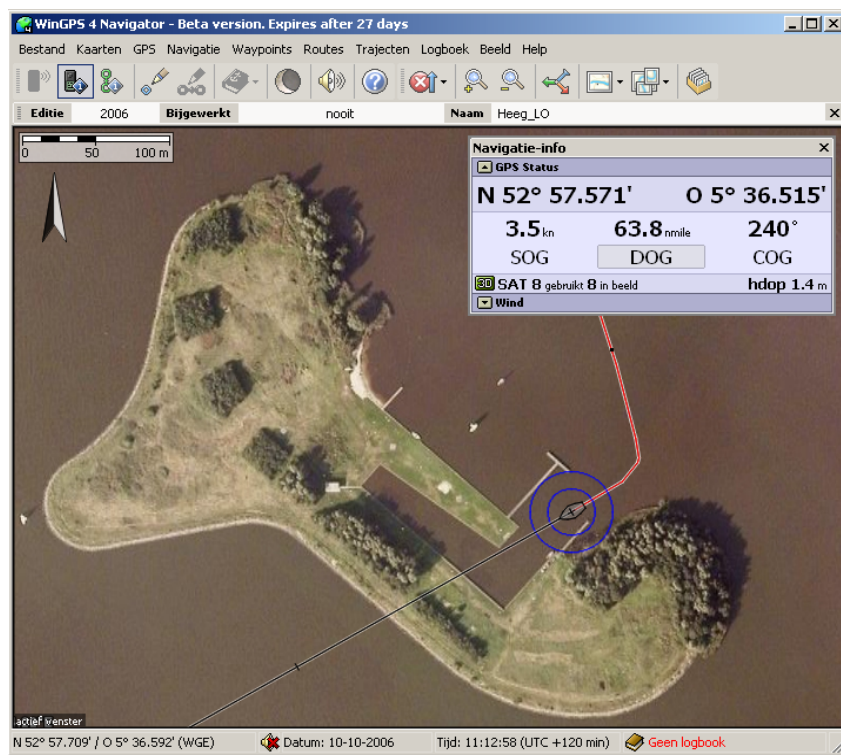 WinGPS 4 Navigator - Beta version. Expires after 27 days
Bestand Kaarten GPS Navigatie Waypoints Routes Trajecten Logboek Beeld Help
Editie 2006 Bijgewerkt nooit Naam Heeg_LO
0 50 100 m
Navigatie-info
GPS Status
N 52° 57.571' O 5° 36.515'
3.5 kn 63.8 nmile 240°
SOG DOG COG
3D SAT 8 gebruikt 8 in beeld hdop 1.4 m
Wind
actief venster
N 52° 57.709' / O 5° 36.592' (WGE) Datum: 10-10-2006 Tijd: 11:12:58 (UTC +120 min) Geen logbook